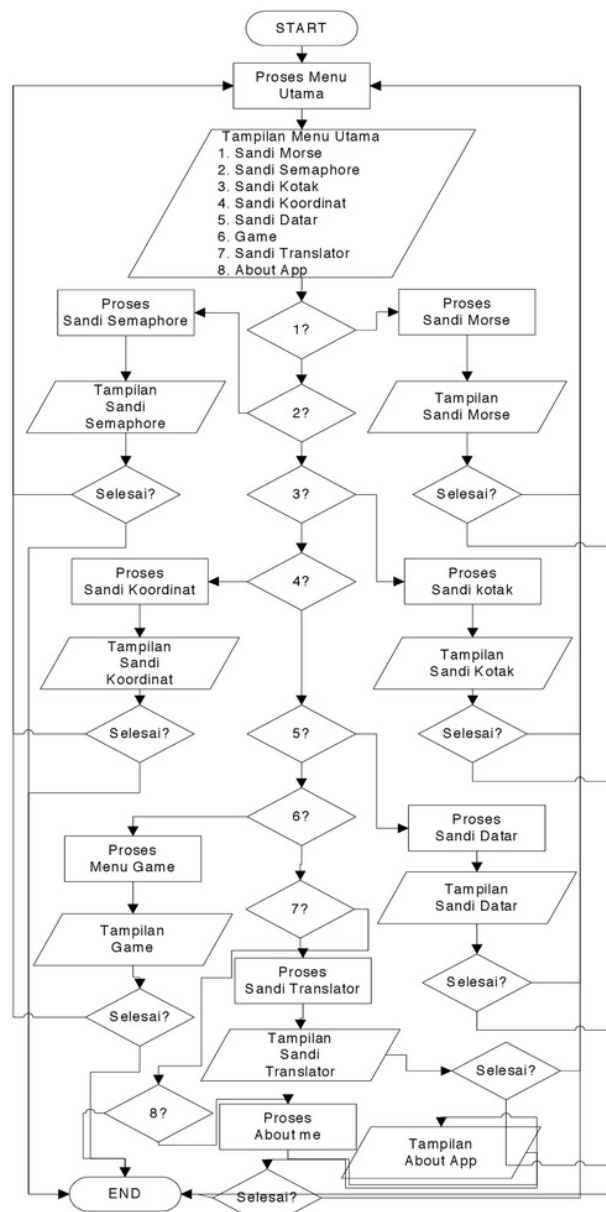 START
Proses Menu
Utama
Tampilan Menu Utama
1. Sandi Morse
2. Sandi Semaphore
3. Sandi Kotak
4. Sandi Koordinat
5. Sandi Datar
6. Game
7. Sandi Translator
8. About App
Proses
Sandi Semaphore
1?
Proses
Sandi Morse
Tampilan
Sandi
Semaphore
2?
Tampilan
Sandi Morse
Selesai?
3?
Selesai?
Proses
Sandi Koordinat
4?
Proses
Sandi kotak
Tampilan
Sandi
Koordinat
Tampilan
Sandi Kotak
Selesai?
5?
Selesai?
6?
Proses
Sandi Datar
Proses
Menu Game
Tampilan
Sandi Datar
Tampilan
Game
7?
Proses
Sandi Translator
Selesai?
Selesai?
Tampilan
Sandi
Translator
Selesai?
8?
Proses
About me
Tampilan
About App
END
Selesai?